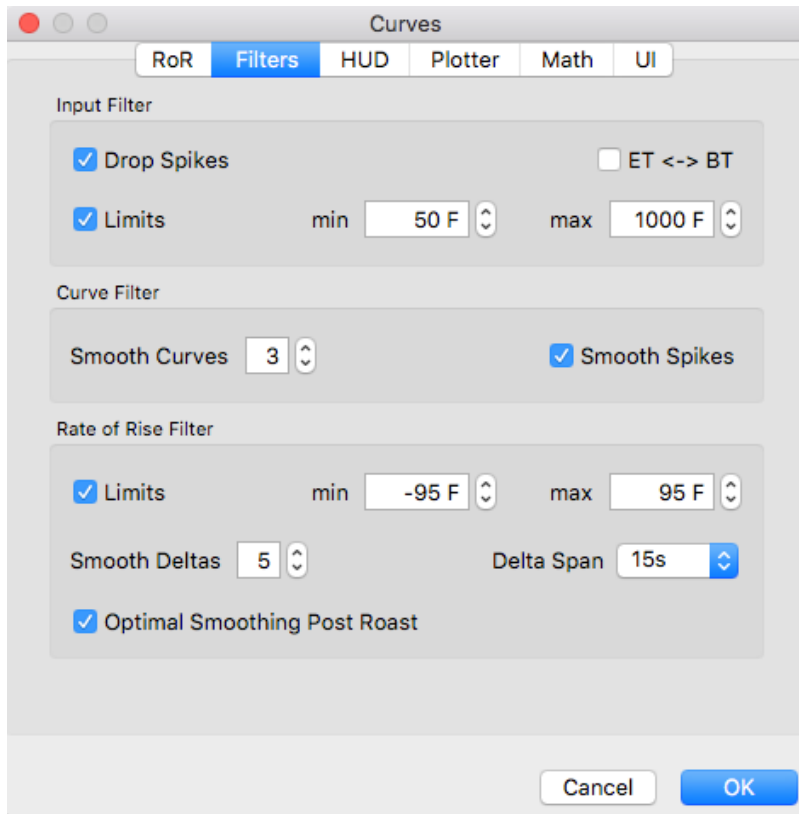 Curves
RoR Filters HUD Plotter Math UI
Input Filter
Drop Spikes ET <-> BT
Limits min 50 F max 1000 F
Curve Filter
Smooth Curves 3 Smooth Spikes
Rate of Rise Filter
Limits min -95 F max 95 F
Smooth Deltas 5 Delta Span 15s
Optimal Smoothing Post Roast
Cancel OK